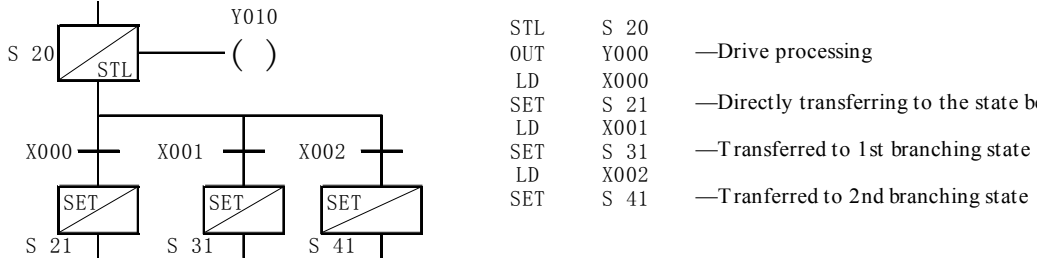 Y010
S 20
STL
( )
X000
X001
X002
SET
SET
SET
S 21
S 31
S 41
STL S 20
OUT Y000 —Drive processing
LD X000
SET S 21 —Directly transferring to the state
LD X001
SET S 31 —Transferred to 1st branching state
LD X002
SET S 41 —Tranferred to 2nd branching state